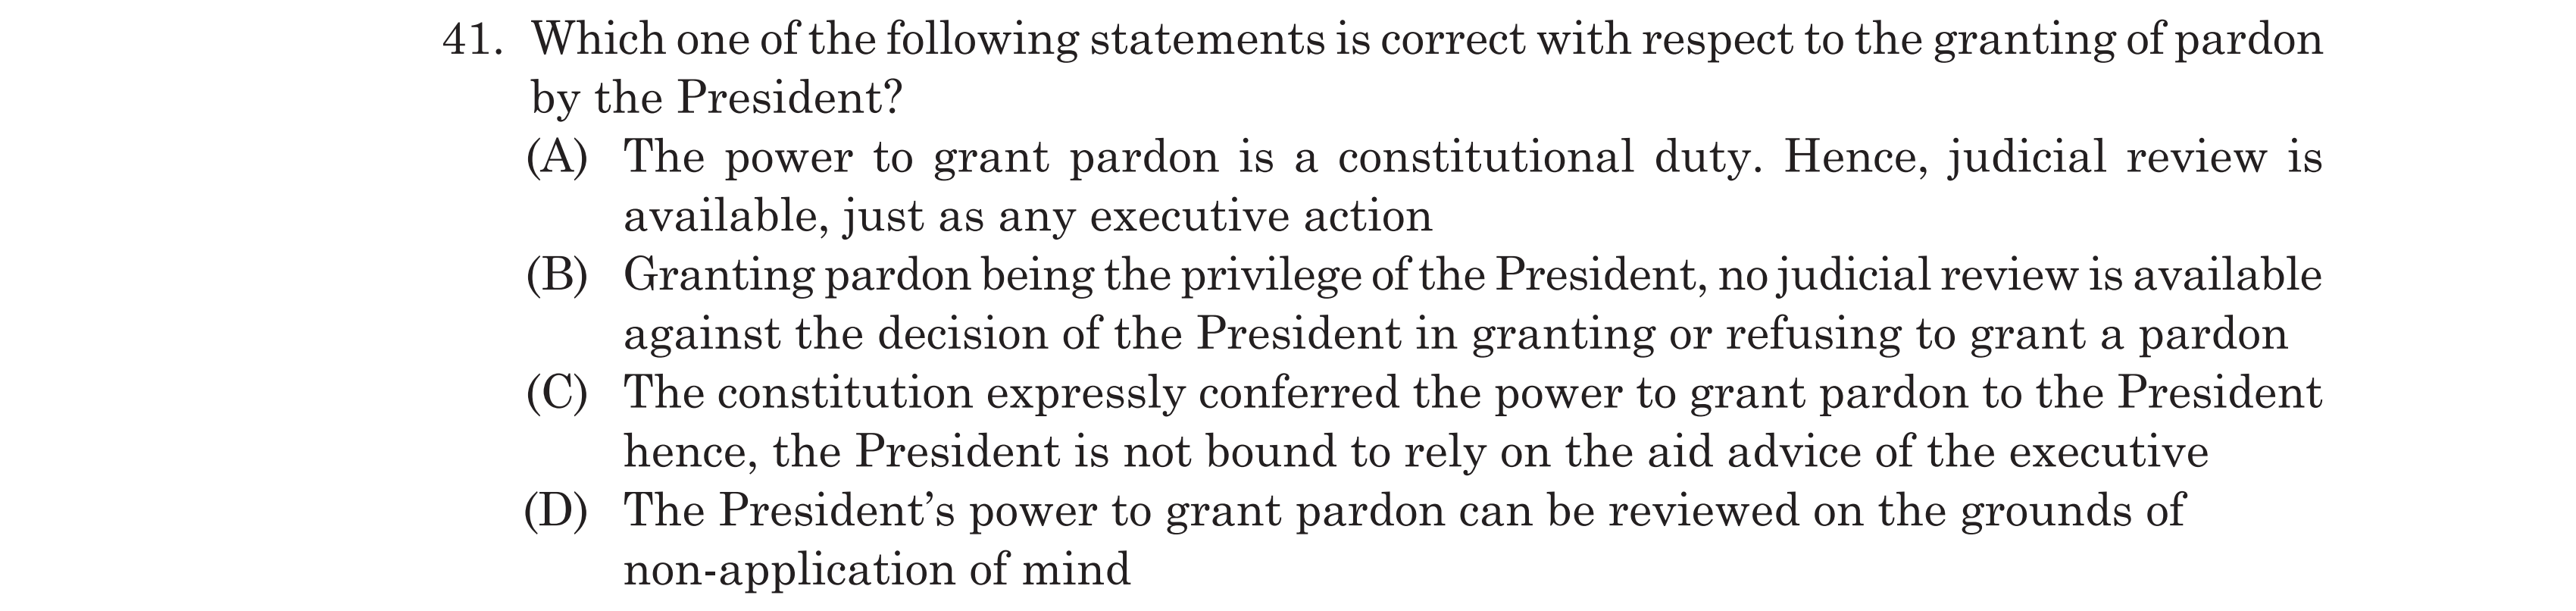 41. Which one of the following statements is correct with respect to the granting of pardon
by the President?
(A) The power to grant pardon is a constitutional duty. Hence, judicial review is
available, just as any executive action
(B) Granting pardon being the privilege of the President, no judicial review is available
against the decision of the President in granting or refusing to grant a pardon
(C) The constitution expressly conferred the power to grant pardon to the President
hence, the President is not bound to rely on the aid advice of the executive
(D) The President’s power to grant pardon can be reviewed on the grounds of
non-application of mind